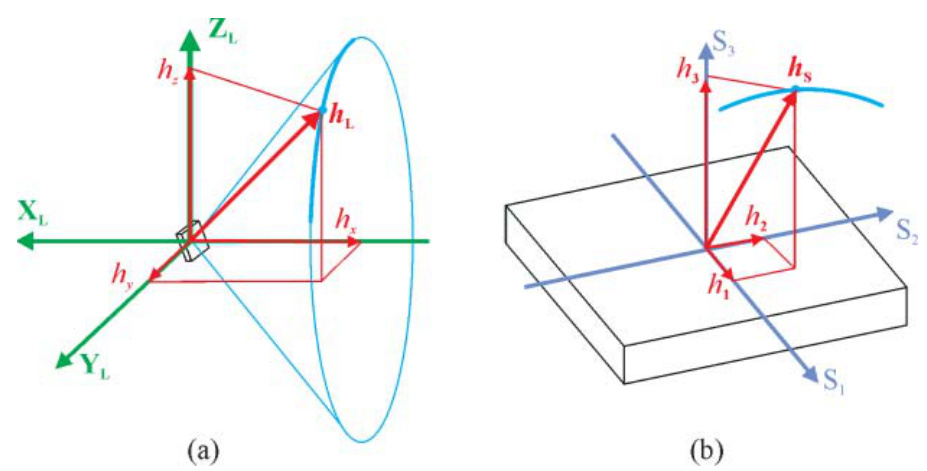 Z_L
h_z
h_L
X_L
h_x
h_y
Y_L
(a)
S_3
h_3
h_S
h_2
S_2
h_1
S_1
(b)